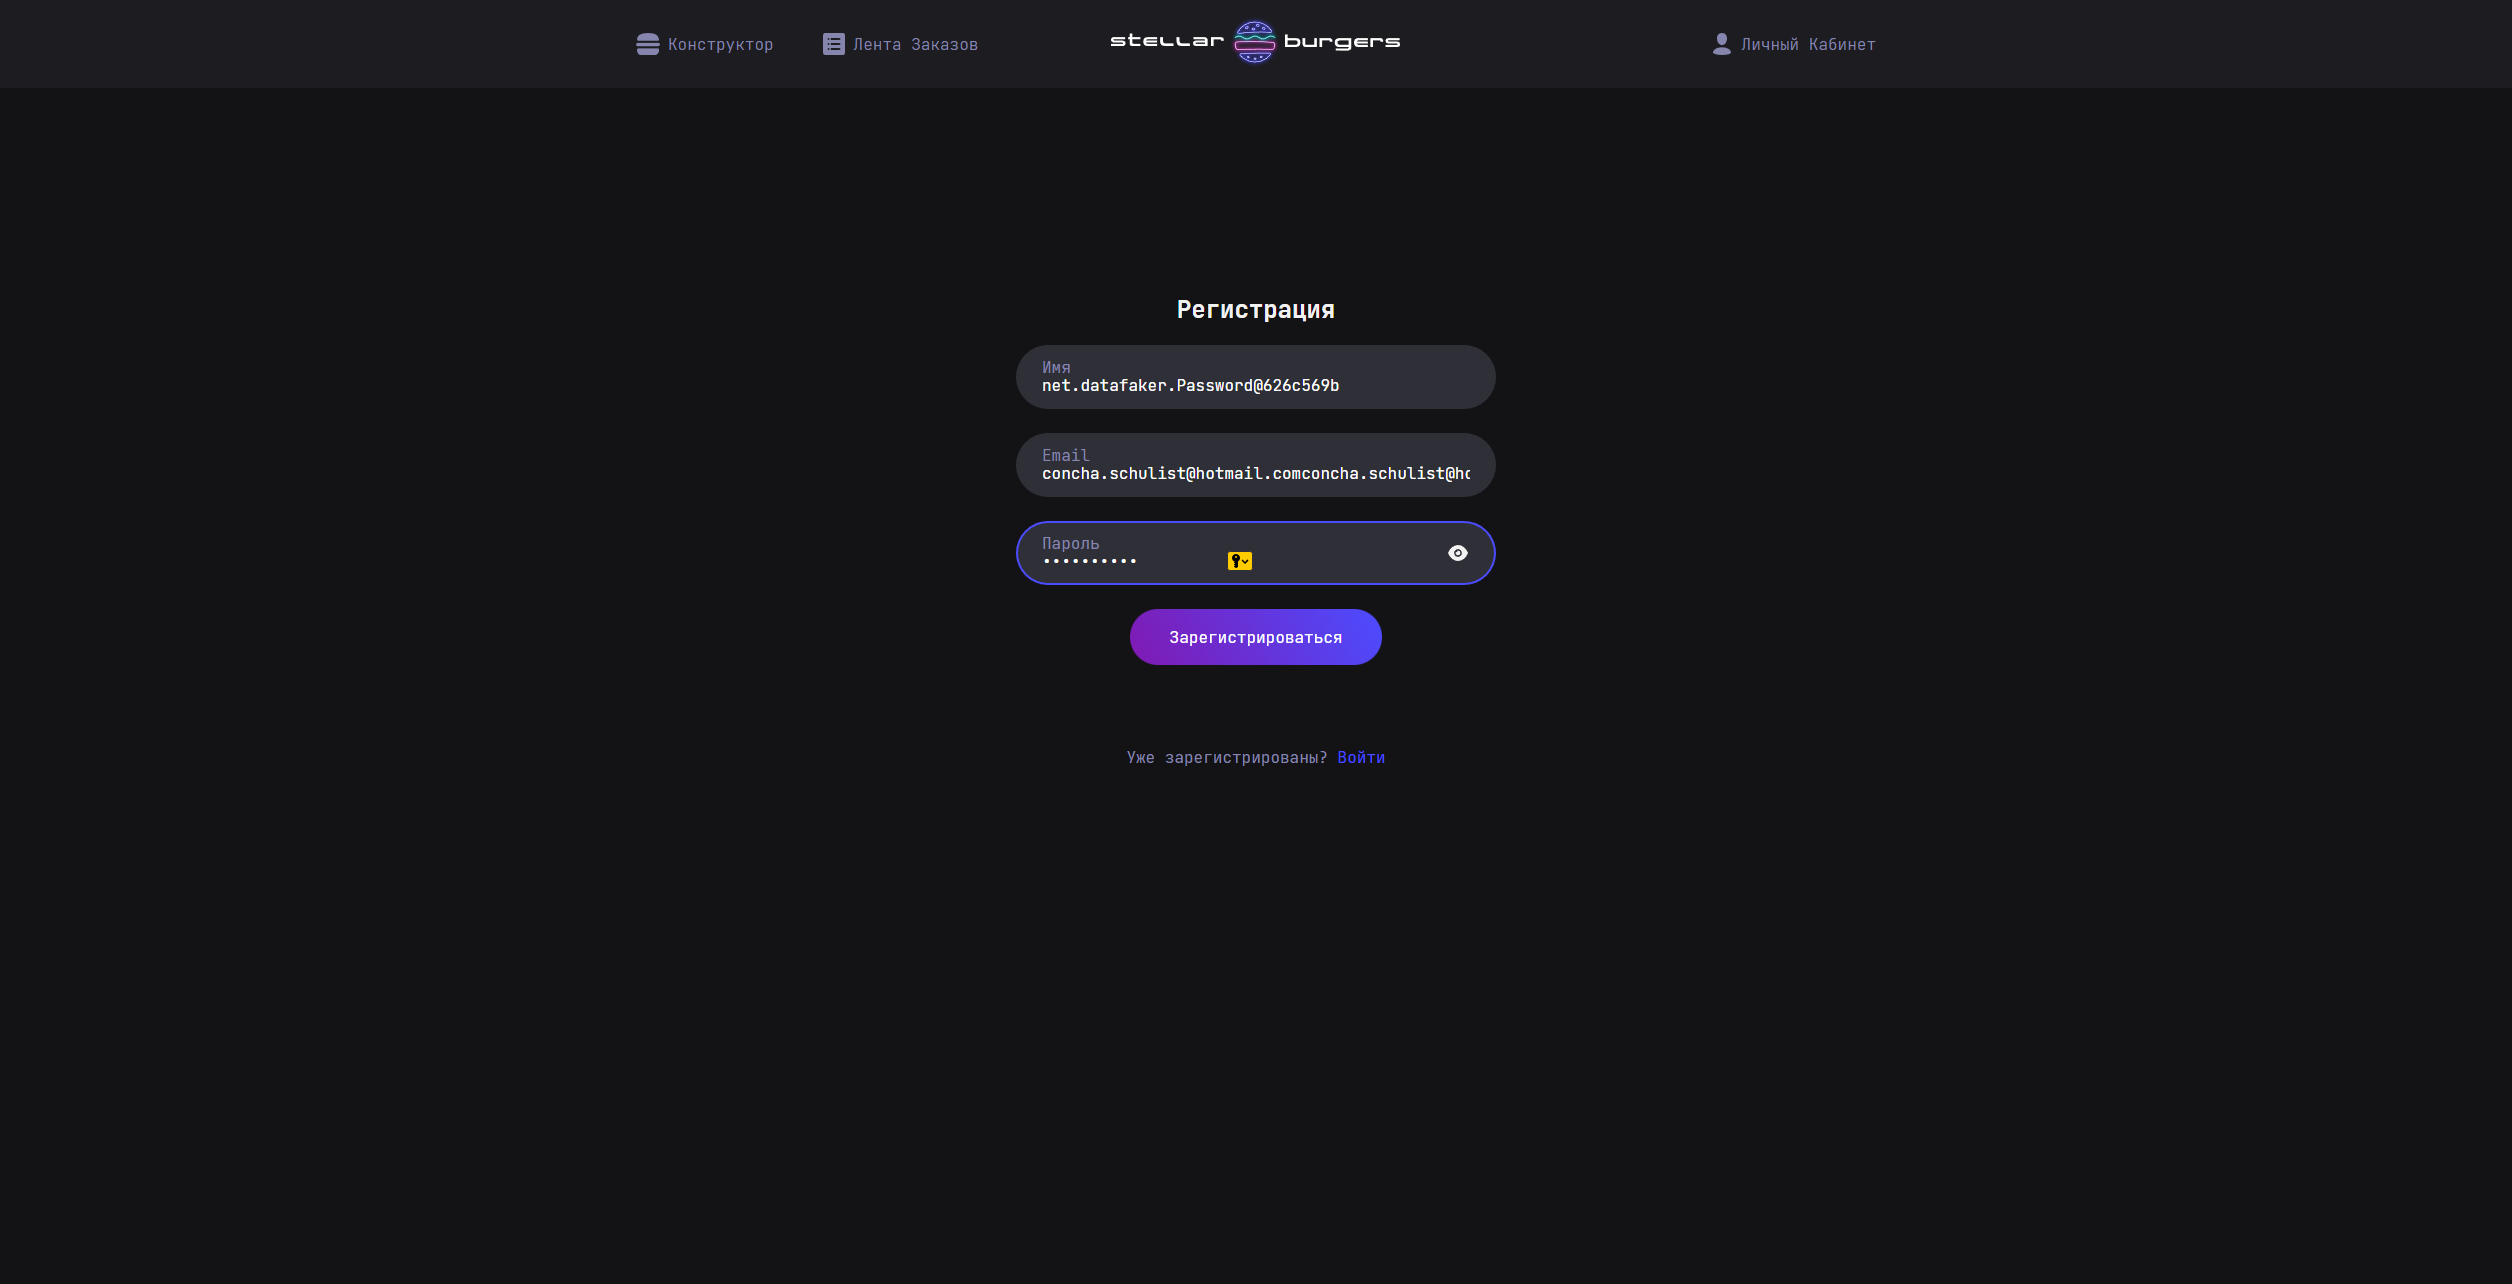 Конструктор
Лента Заказов
stellar burgers
Личный Кабинет
Регистрация
Имя
net.datafaker.Password@626c569b
Email
concha.schulist@hotmail.comconcha.schulist@ho
Пароль
••••••••••
Зарегистрироваться
Уже зарегистрированы? Войти